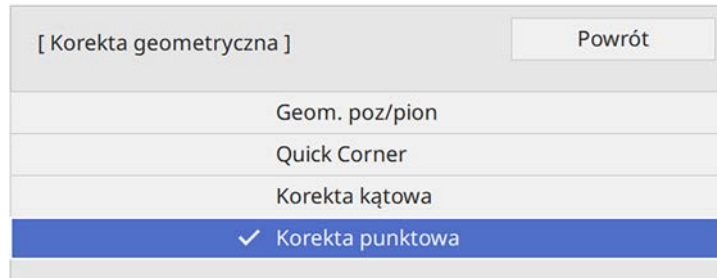 [ Korekta geometryczna ]
Powrót
Geom. poz/pion
Quick Corner
Korekta kątowa
Korekta punktowa